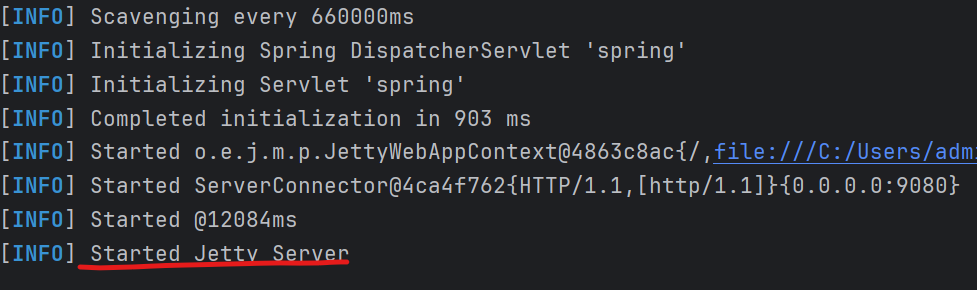 [INFO] Scavenging every 660000ms
[INFO] Initializing Spring DispatcherServlet 'spring'
[INFO] Initializing Servlet 'spring'
[INFO] Completed initialization in 903 ms
[INFO] Started o.e.j.m.p.JettyWebAppContext@4863c8ac{/,file:///C:/Users/adm
[INFO] Started ServerConnector@4ca4f762{HTTP/1.1,[http/1.1]}{0.0.0.0:9080}
[INFO] Started @12084ms
[INFO] Started Jetty Server